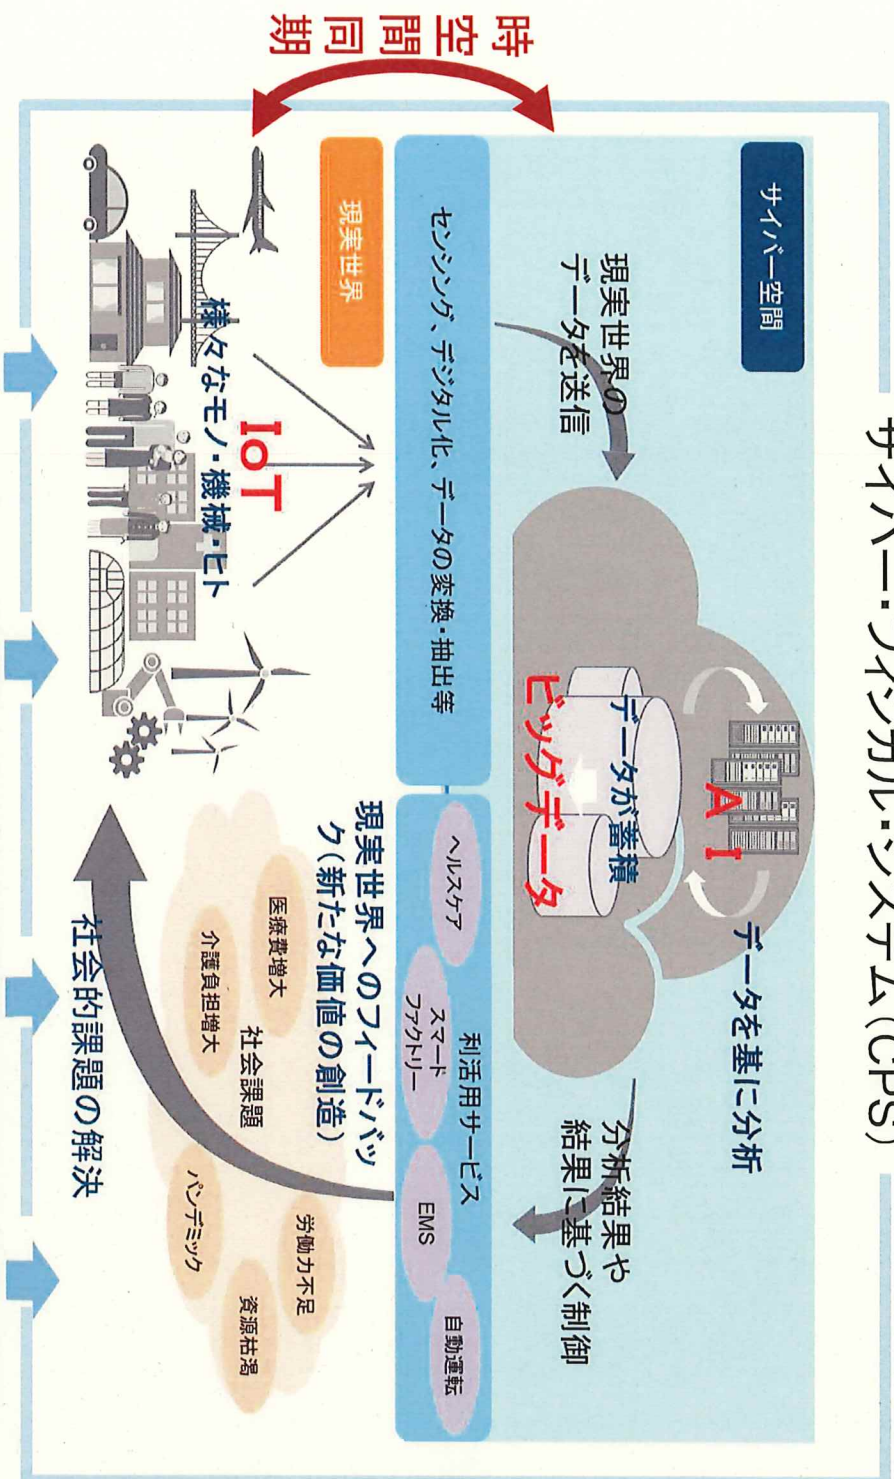 サイバー・フィジカル・システム(CPS)
サイバー空間
現実世界の
データを送信
AI
データが蓄積
ビッグデータ
データを基に分析
分析結果や
結果に基づく制御
時空間同期
センシング、デジタル化、データの変換・抽出等
利活用サービス
ヘルスケア
スマード
ファクトリー
EMS
自動運転
現実世界
IoT
様々なモノ・機械・ヒト
現実世界へのフィードバッ
ク(新たな価値の創造)
医療費増大
介護負担増大
社会課題
労働力不足
パンデミック
資源枯渇
社会的課題の解決